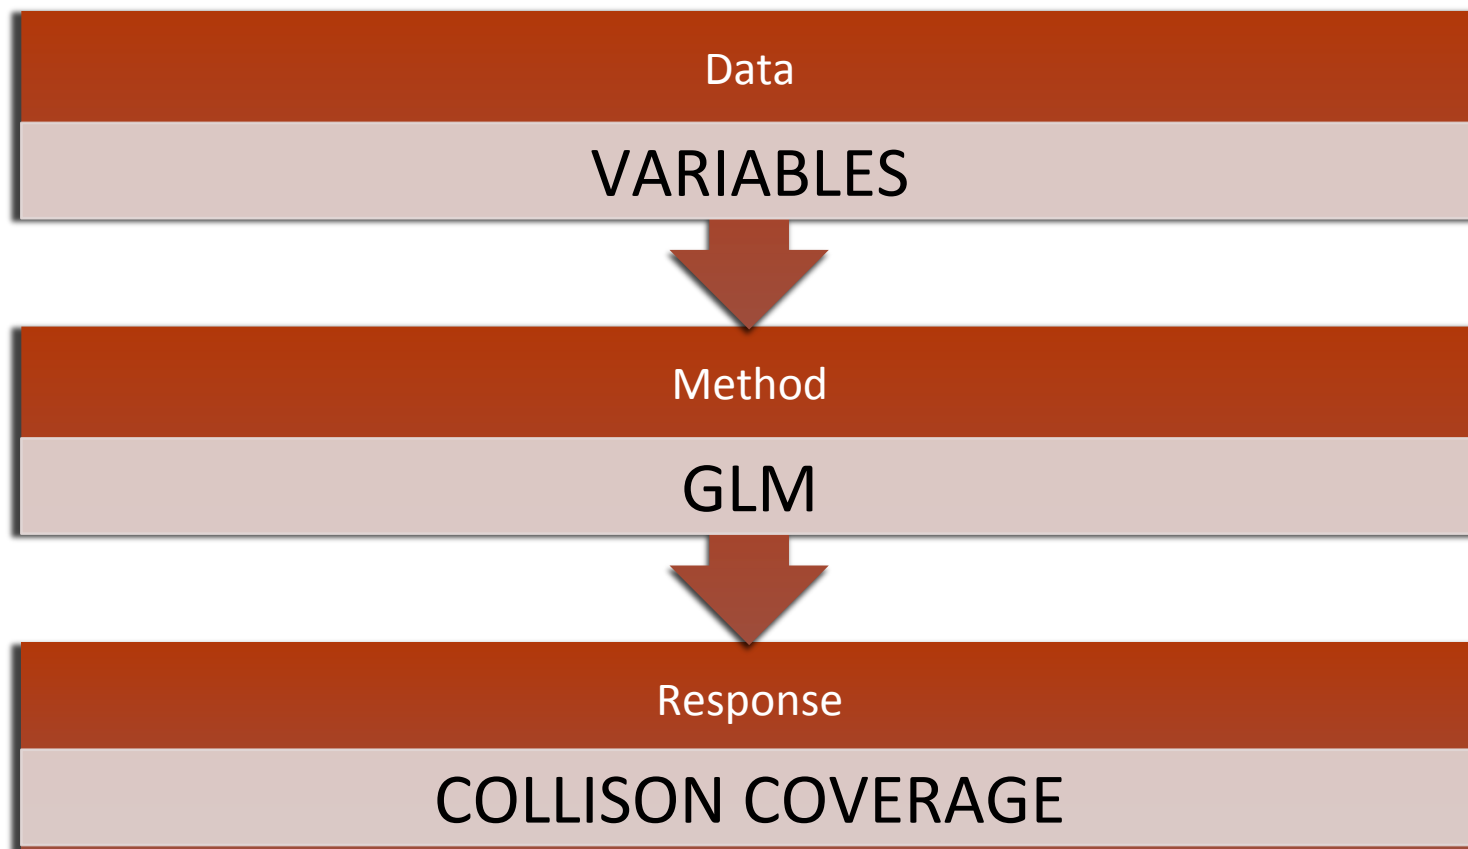 Data
VARIABLES
Method
GLM
Response
COLLISON COVERAGE